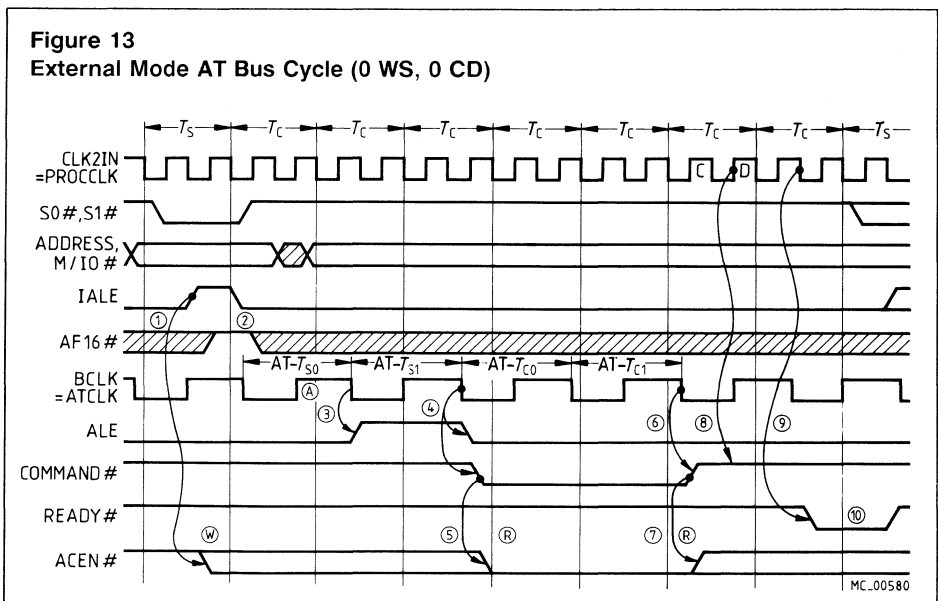 Figure 13
External Mode AT Bus Cycle (0 WS, 0 CD)
TS TC TC TC TC TC TC TC TS
CLK2IN
=PROCCLK
C D
S0#,S1#
ADDRESS,
M/IO#
IALE
① ②
AF16#
AT-TS0 AT-TS1 AT-TC0 AT-TC1
BCLK
=ATCLK
Ⓐ
③ ④ ⑥ ⑧ ⑨
ALE
COMMAND#
READY#
⑩
Ⓦ ⑤ Ⓡ ⑦ Ⓡ
ACEN#
MC_00580